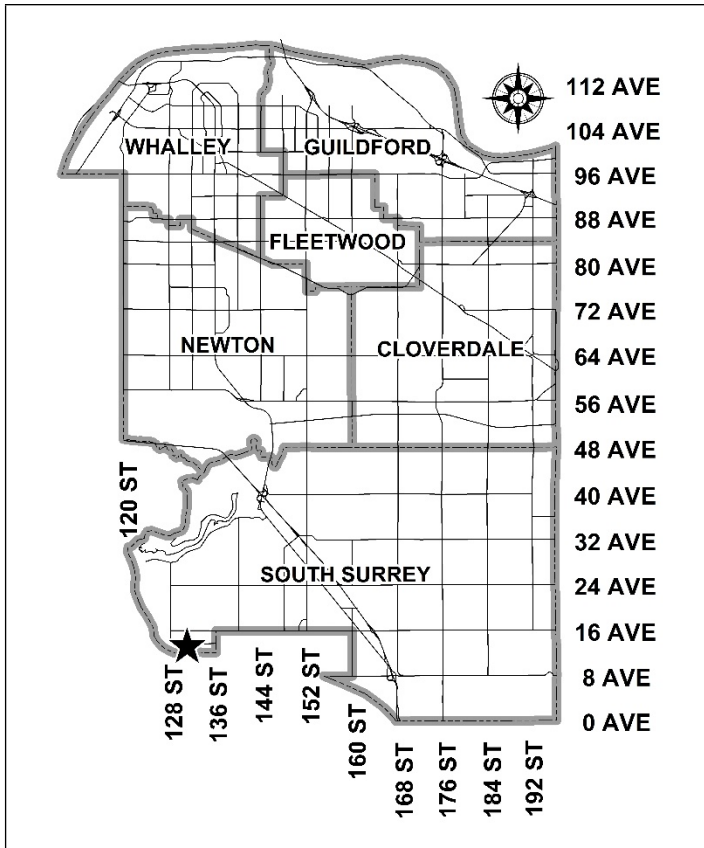 112 AVE
104 AVE
WHALLEY
GUILDFORD
96 AVE
88 AVE
FLEETWOOD
80 AVE
72 AVE
NEWTON
CLOVERDALE
64 AVE
56 AVE
48 AVE
120 ST
40 AVE
32 AVE
SOUTH SURREY
24 AVE
16 AVE
8 AVE
0 AVE
128 ST
136 ST
144 ST
152 ST
160 ST
168 ST
176 ST
184 ST
192 ST